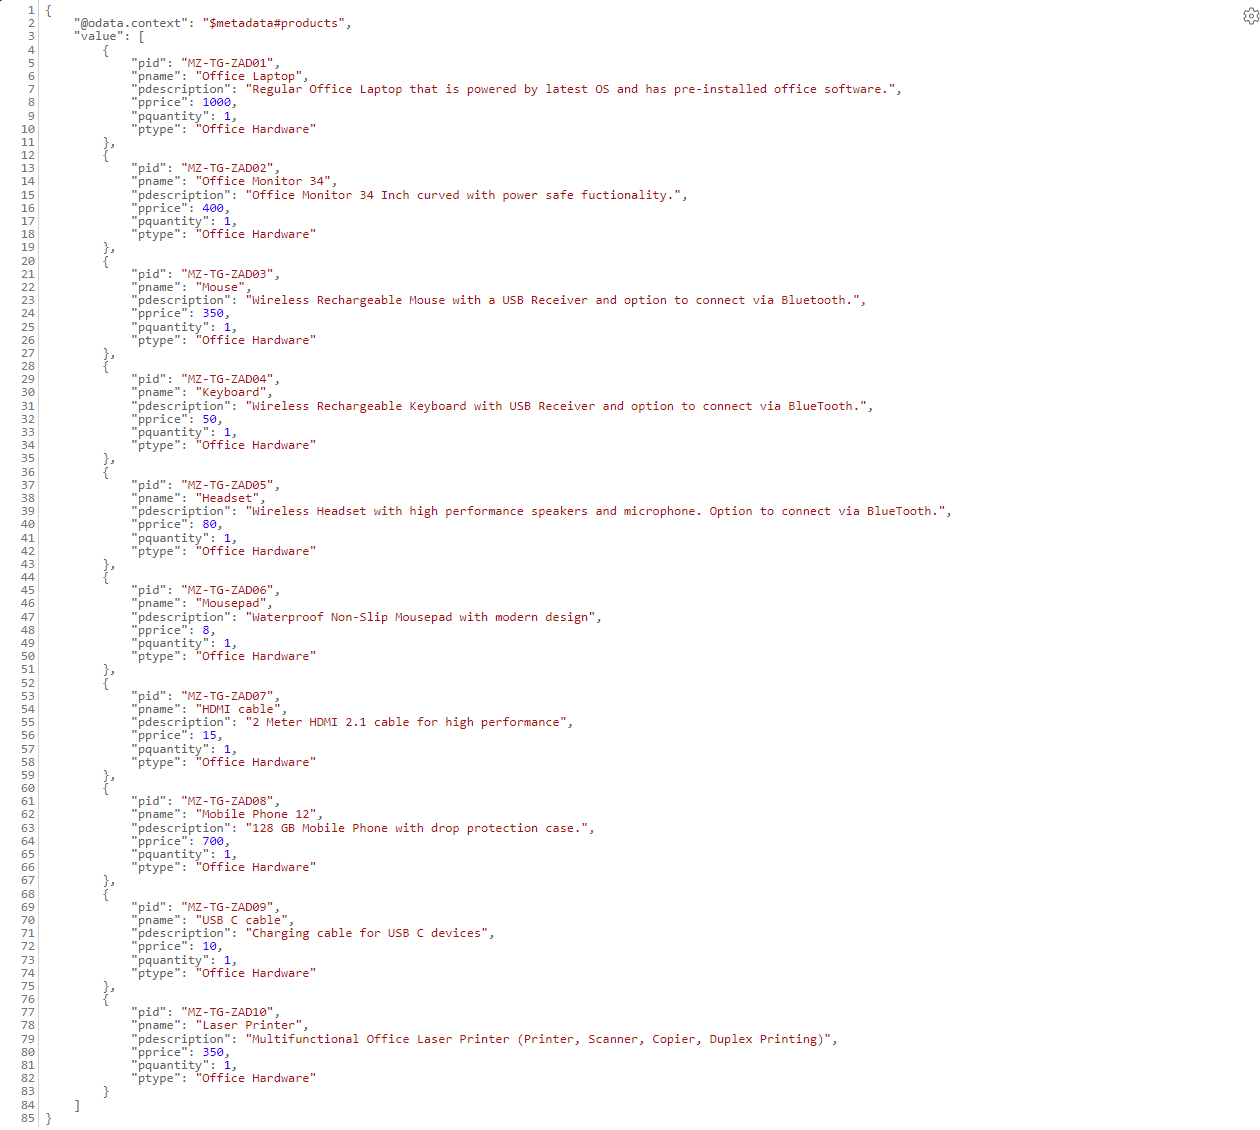 1 {
2     "@odata.context": "$metadata#products",
3     "value": [
4         {
5             "pid": "MZ-TG-ZAD01",
6             "pname": "Office Laptop",
7             "pdescription": "Regular Office Laptop that is powered by latest OS and has pre-installed office software.",
8             "pprice": 1000,
9             "pquantity": 1,
10             "ptype": "Office Hardware"
11         },
12         {
13             "pid": "MZ-TG-ZAD02",
14             "pname": "Office Monitor 34",
15             "pdescription": "Office Monitor 34 Inch curved with power safe fuctionality.",
16             "pprice": 400,
17             "pquantity": 1,
18             "ptype": "Office Hardware"
19         },
20         {
21             "pid": "MZ-TG-ZAD03",
22             "pname": "Mouse",
23             "pdescription": "Wireless Rechargeable Mouse with a USB Receiver and option to connect via Bluetooth.",
24             "pprice": 350,
25             "pquantity": 1,
26             "ptype": "Office Hardware"
27         },
28         {
29             "pid": "MZ-TG-ZAD04",
30             "pname": "Keyboard",
31             "pdescription": "Wireless Rechargeable Keyboard with USB Receiver and option to connect via BlueTooth.",
32             "pprice": 50,
33             "pquantity": 1,
34             "ptype": "Office Hardware"
35         },
36         {
37             "pid": "MZ-TG-ZAD05",
38             "pname": "Headset",
39             "pdescription": "Wireless Headset with high performance speakers and microphone. Option to connect via BlueTooth.",
40             "pprice": 80,
41             "pquantity": 1,
42             "ptype": "Office Hardware"
43         },
44         {
45             "pid": "MZ-TG-ZAD06",
46             "pname": "Mousepad",
47             "pdescription": "Waterproof Non-Slip Mousepad with modern design",
48             "pprice": 8,
49             "pquantity": 1,
50             "ptype": "Office Hardware"
51         },
52         {
53             "pid": "MZ-TG-ZAD07",
54             "pname": "HDMI cable",
55             "pdescription": "2 Meter HDMI 2.1 cable for high performance",
56             "pprice": 15,
57             "pquantity": 1,
58             "ptype": "Office Hardware"
59         },
60         {
61             "pid": "MZ-TG-ZAD08",
62             "pname": "Mobile Phone 12",
63             "pdescription": "128 GB Mobile Phone with drop protection case.",
64             "pprice": 700,
65             "pquantity": 1,
66             "ptype": "Office Hardware"
67         },
68         {
69             "pid": "MZ-TG-ZAD09",
70             "pname": "USB C cable",
71             "pdescription": "Charging cable for USB C devices",
72             "pprice": 10,
73             "pquantity": 1,
74             "ptype": "Office Hardware"
75         },
76         {
77             "pid": "MZ-TG-ZAD10",
78             "pname": "Laser Printer",
79             "pdescription": "Multifunctional Office Laser Printer (Printer, Scanner, Copier, Duplex Printing)",
80             "pprice": 350,
81             "pquantity": 1,
82             "ptype": "Office Hardware"
83         }
84     ]
85 }